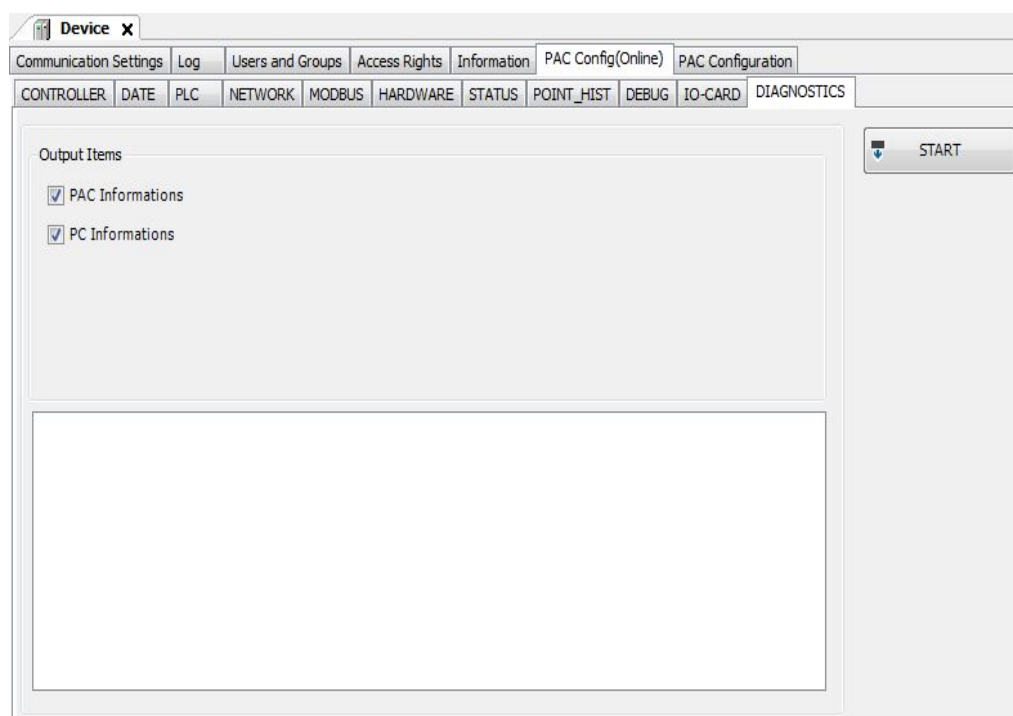 Device x
Communication Settings Log Users and Groups Access Rights Information PAC Config(Online) PAC Configuration
CONTROLLER DATE PLC NETWORK MODBUS HARDWARE STATUS POINT_HIST DEBUG IO-CARD DIAGNOSTICS
Output Items
START
PAC Informations
PC Informations